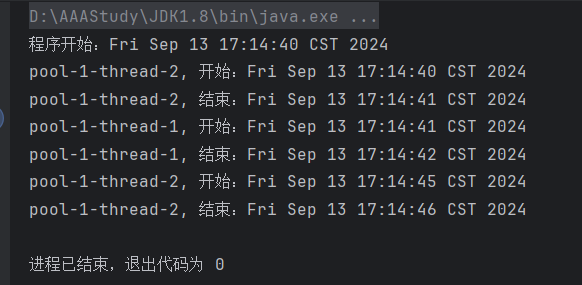 D:\AAAStudy\JDK1.8\bin\java.exe ...
程序开始：Fri Sep 13 17:14:40 CST 2024
pool-1-thread-2, 开始：Fri Sep 13 17:14:40 CST 2024
pool-1-thread-2, 结束：Fri Sep 13 17:14:41 CST 2024
pool-1-thread-1, 开始：Fri Sep 13 17:14:41 CST 2024
pool-1-thread-1, 结束：Fri Sep 13 17:14:42 CST 2024
pool-1-thread-2, 开始：Fri Sep 13 17:14:45 CST 2024
pool-1-thread-2, 结束：Fri Sep 13 17:14:46 CST 2024
进程已结束，退出代码为 0